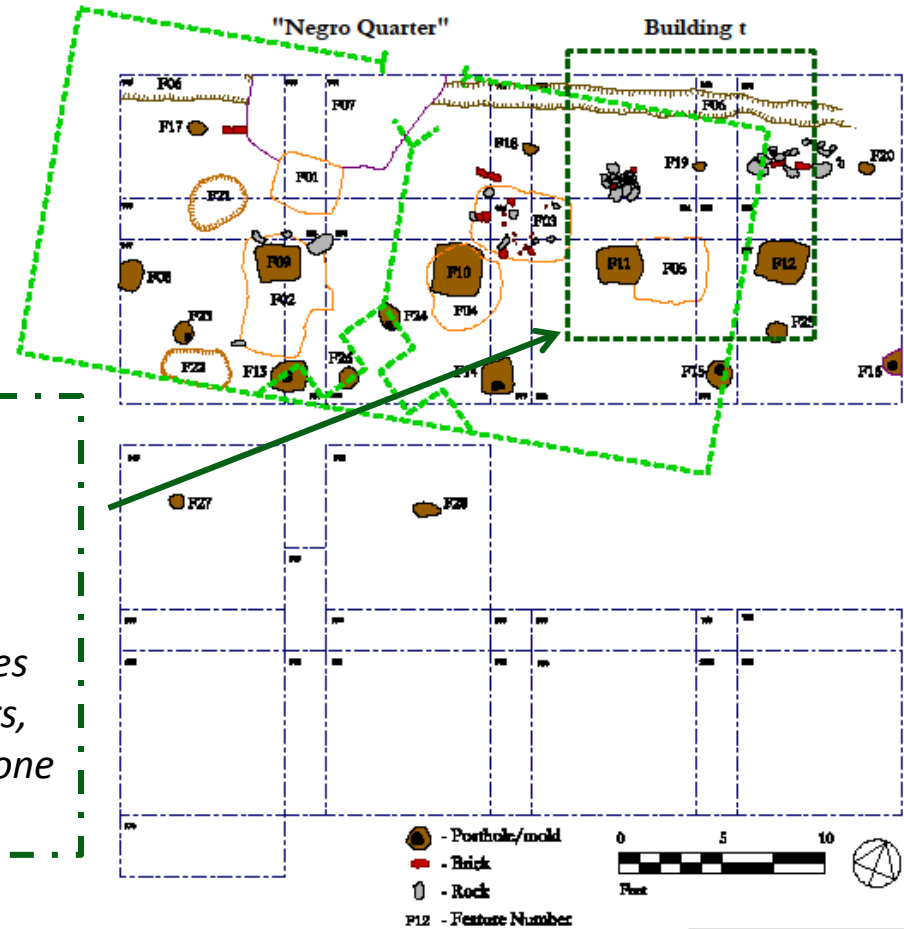 "Negro Quarter"
Building t
F06
F07
F06
F17
F18
F19
F20
F01
F21
F03
F09
F10
F11
F05
F12
F08
F02
F04
F23
F24
F25
F22
F13
F26
F14
F15
F16
F27
F28
es
rs,
one
- Posthole/mold
- Brick
- Rock
F12 - Feature Number
0 5 10
Feet